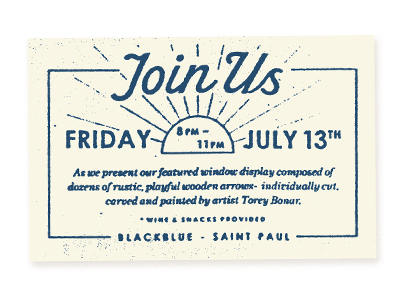 Join Us
FRIDAY 8PM – 11PM JULY 13TH
As we present our featured window display composed of
dozens of rustic, playful wooden arrows- individually cut,
carved and painted by artist Torey Bonar.
*WINE & SNACKS PROVIDED
BLACKBLUE - SAINT PAUL